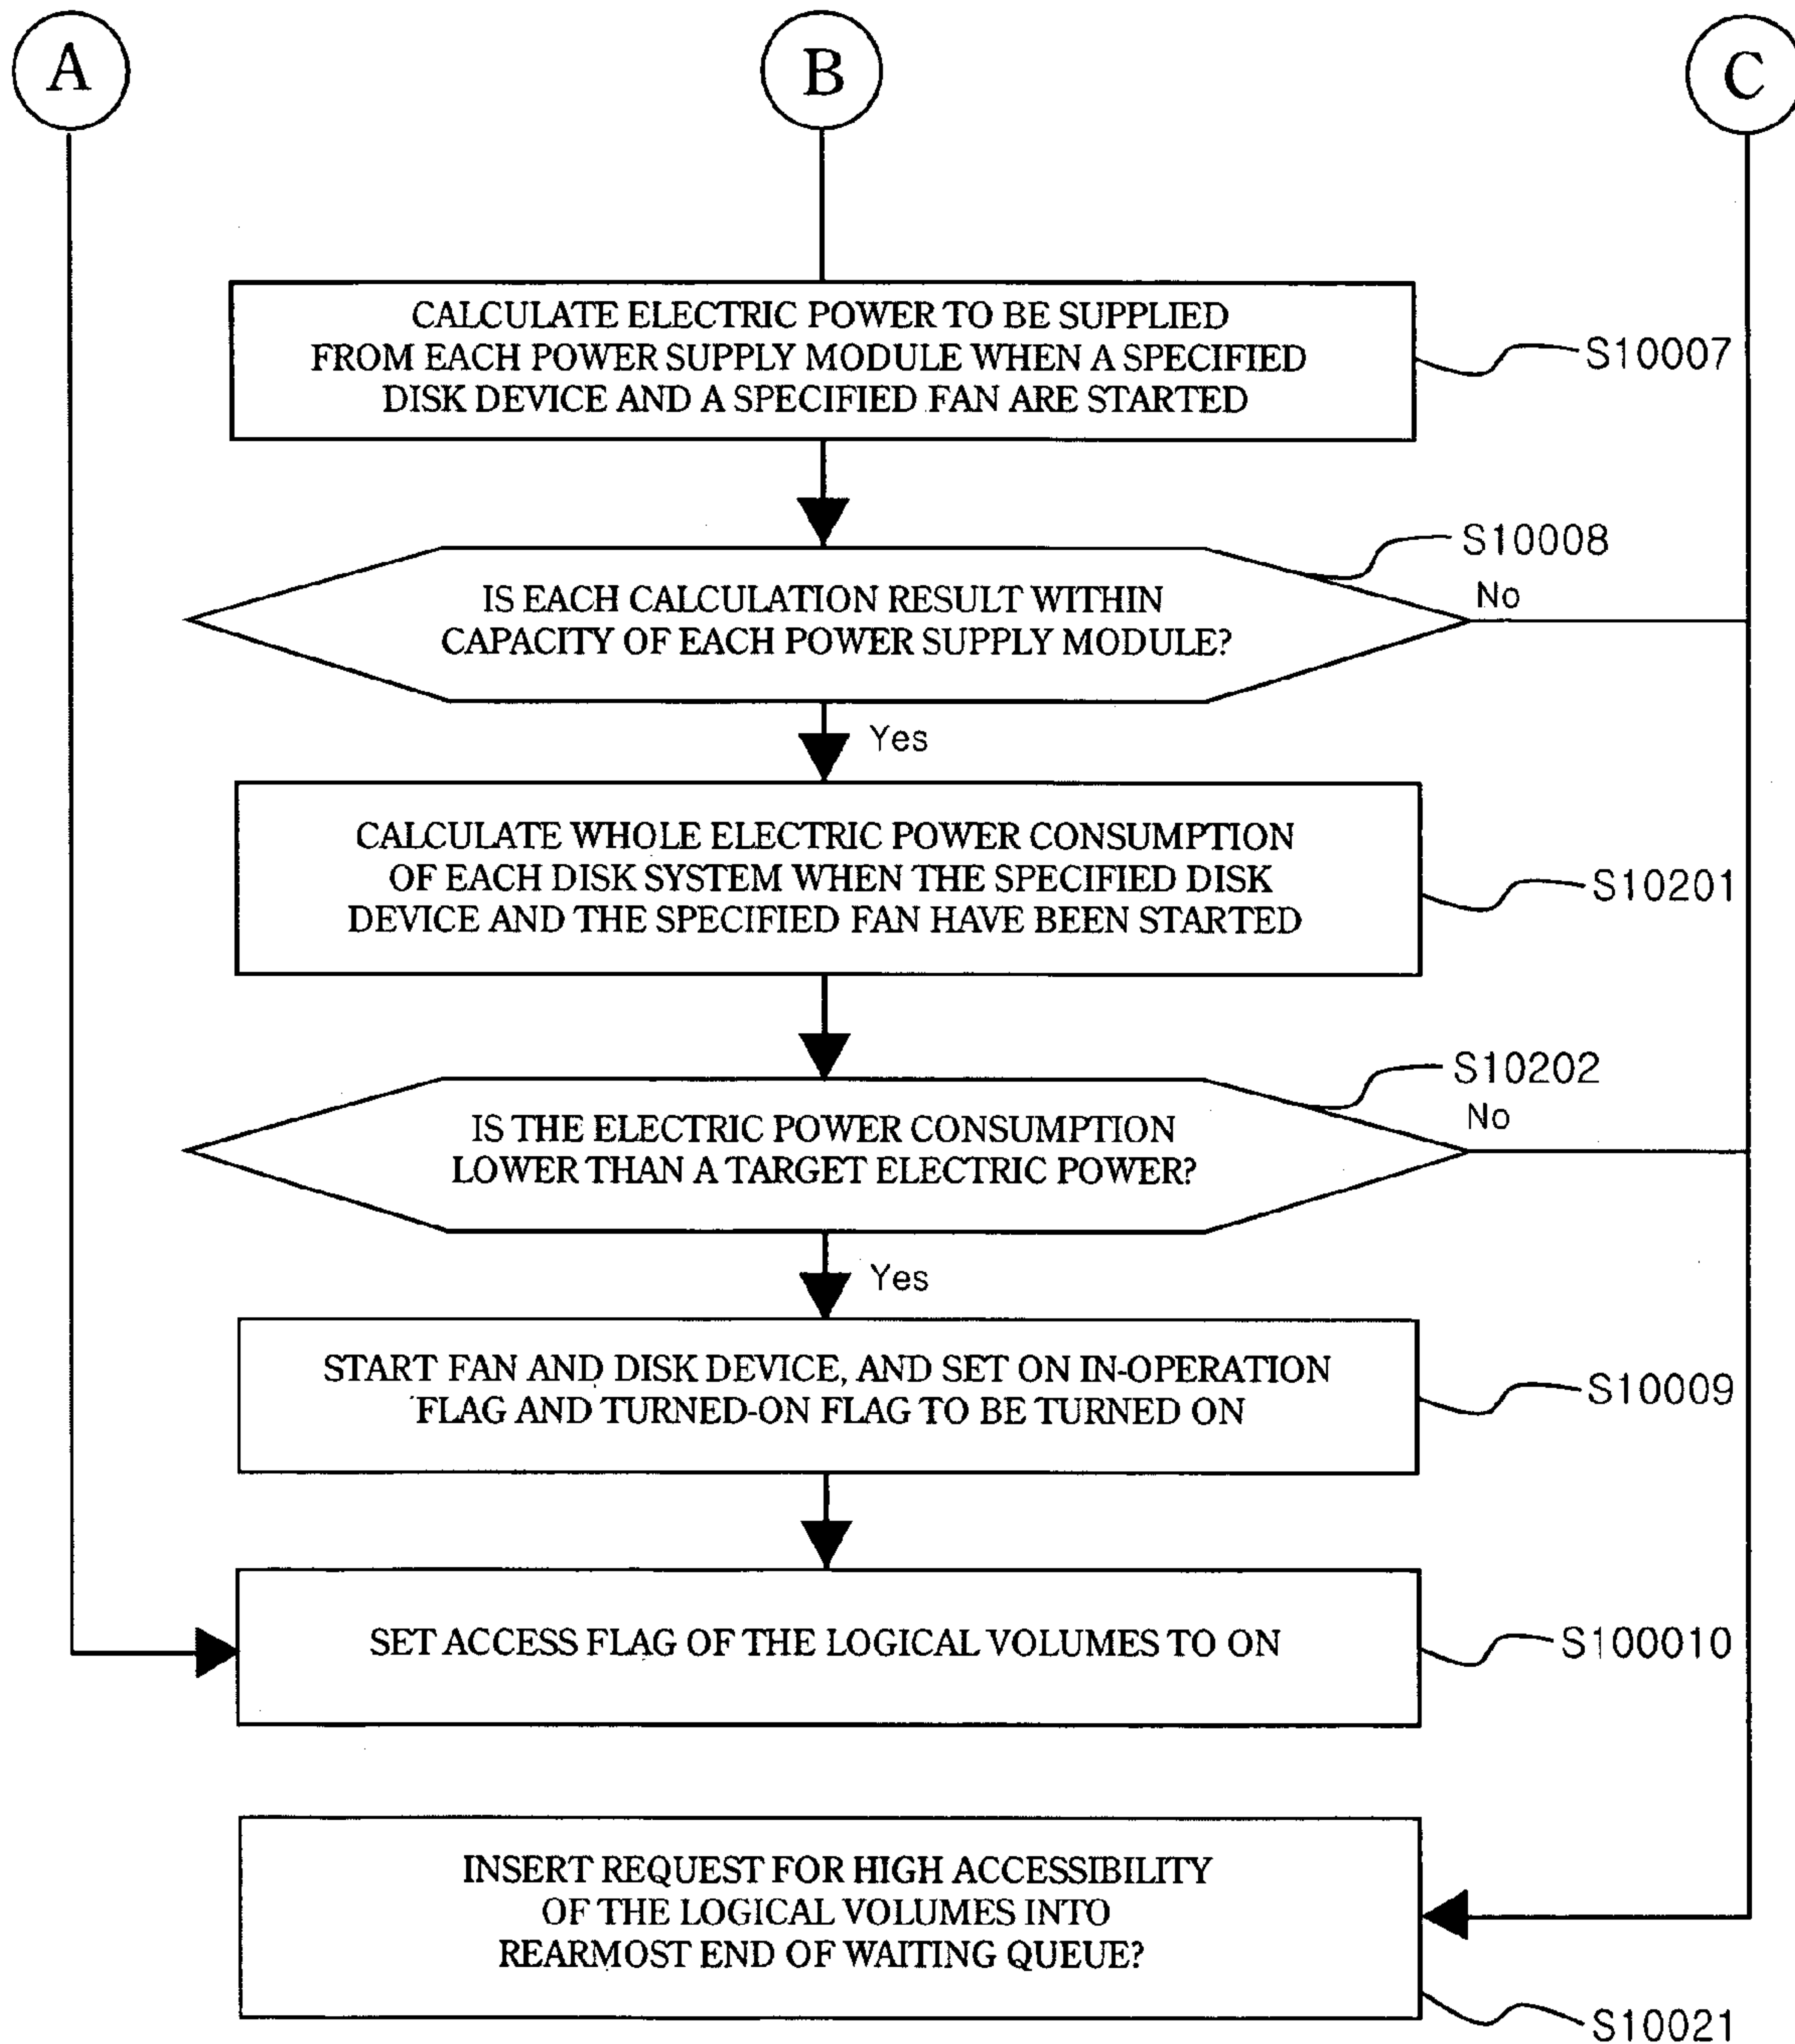 A
B
C
CALCULATE ELECTRIC POWER TO BE SUPPLIED
FROM EACH POWER SUPPLY MODULE WHEN A SPECIFIED
DISK DEVICE AND A SPECIFIED FAN ARE STARTED
S10007
S10008
IS EACH CALCULATION RESULT WITHIN
CAPACITY OF EACH POWER SUPPLY MODULE?
No
Yes
CALCULATE WHOLE ELECTRIC POWER CONSUMPTION
OF EACH DISK SYSTEM WHEN THE SPECIFIED DISK
DEVICE AND THE SPECIFIED FAN HAVE BEEN STARTED
S10201
S10202
IS THE ELECTRIC POWER CONSUMPTION
LOWER THAN A TARGET ELECTRIC POWER?
No
Yes
START FAN AND DISK DEVICE, AND SET ON IN-OPERATION
FLAG AND TURNED-ON FLAG TO BE TURNED ON
S10009
SET ACCESS FLAG OF THE LOGICAL VOLUMES TO ON
S100010
INSERT REQUEST FOR HIGH ACCESSIBILITY
OF THE LOGICAL VOLUMES INTO
REARMOST END OF WAITING QUEUE?
S10021